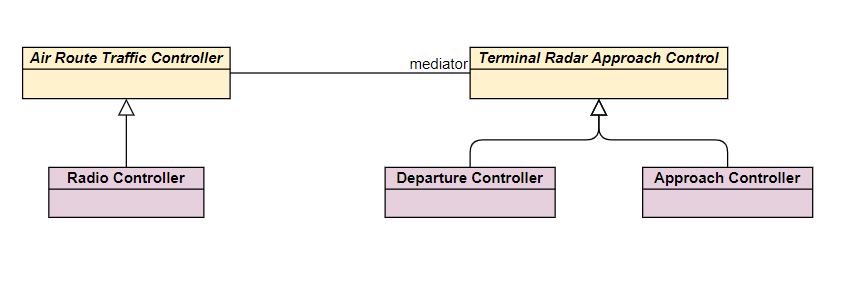 Air Route Traffic Controller
mediator
Terminal Radar Approach Control
Radio Controller
Departure Controller
Approach Controller